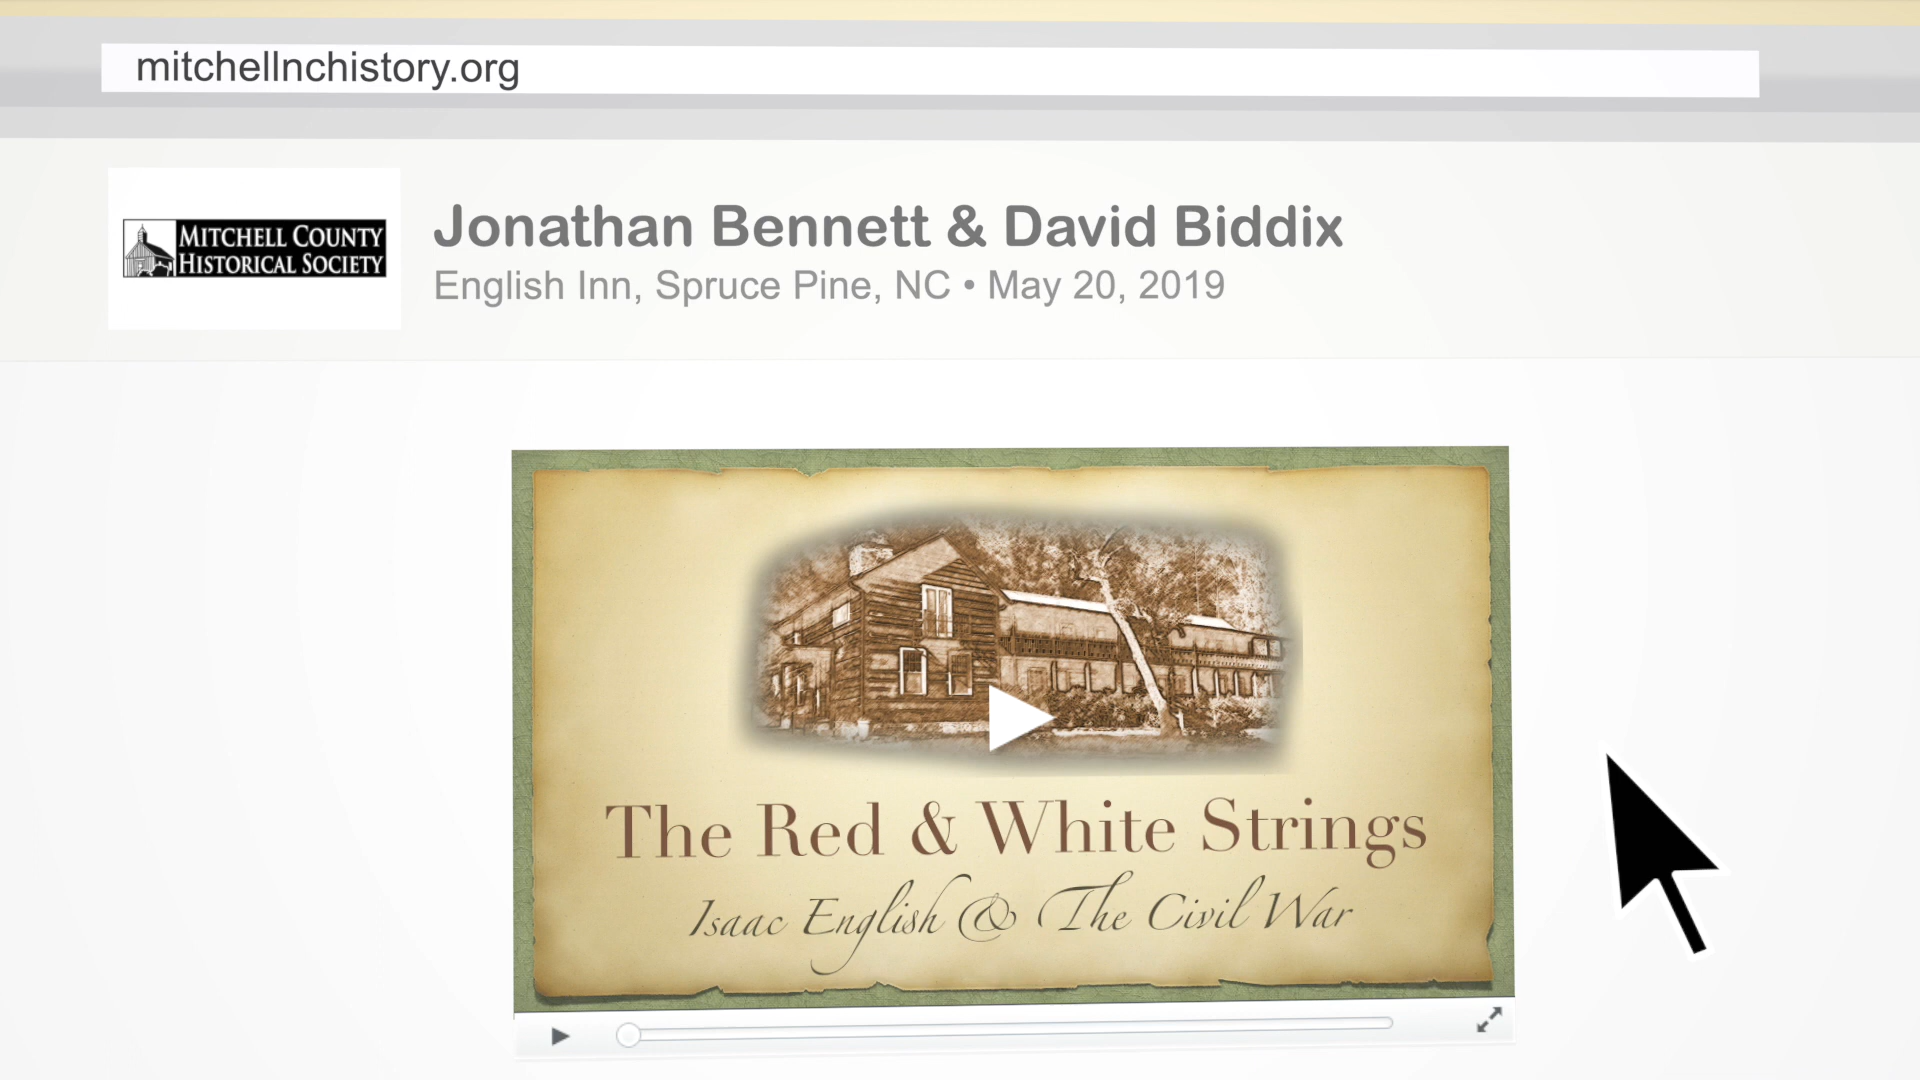 mitchellnchistory.org
MITCHELL COUNTY
HISTORICAL SOCIETY
Jonathan Bennett & David Biddix
English Inn, Spruce Pine, NC • May 20, 2019
The Red & White Strings
Isaac English & The Civil War